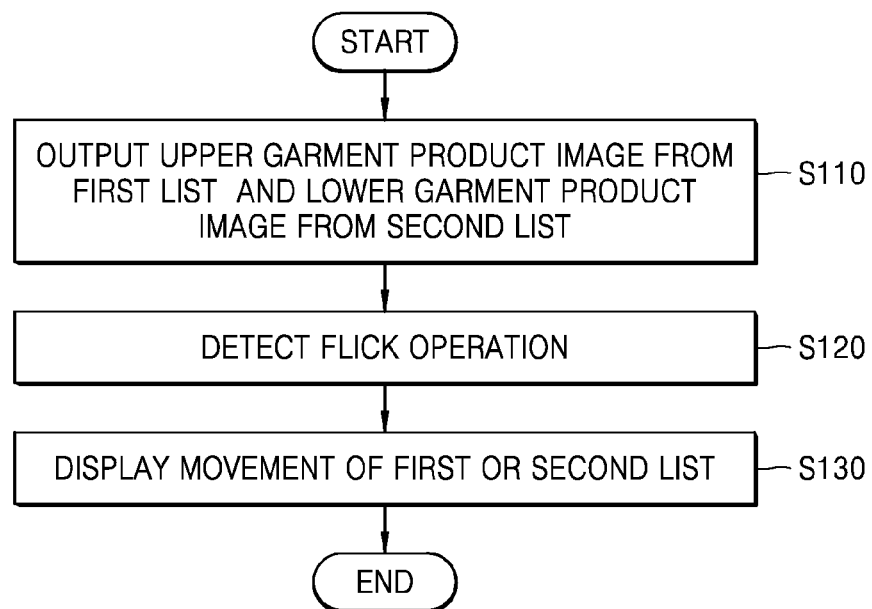 START
OUTPUT UPPER GARMENT PRODUCT IMAGE FROM
FIRST LIST AND LOWER GARMENT PRODUCT
IMAGE FROM SECOND LIST
S110
DETECT FLICK OPERATION
S120
DISPLAY MOVEMENT OF FIRST OR SECOND LIST
S130
END